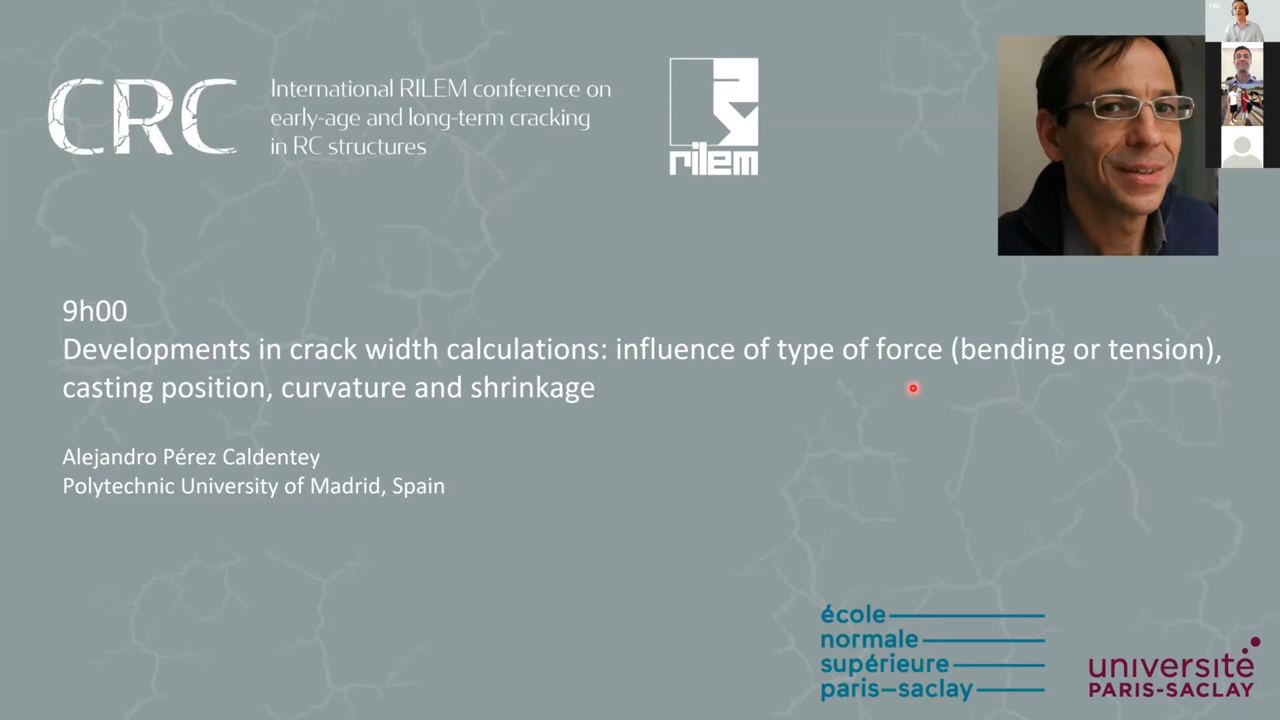 CRC
International RILEM conference on
early-age and long-term cracking
in RC structures
rilem
9h00
Developments in crack width calculations: influence of type of force (bending or tension),
casting position, curvature and shrinkage
Alejandro Pérez Caldentey
Polytechnic University of Madrid, Spain
école
normale
supérieure
paris–saclay
université
PARIS-SACLAY